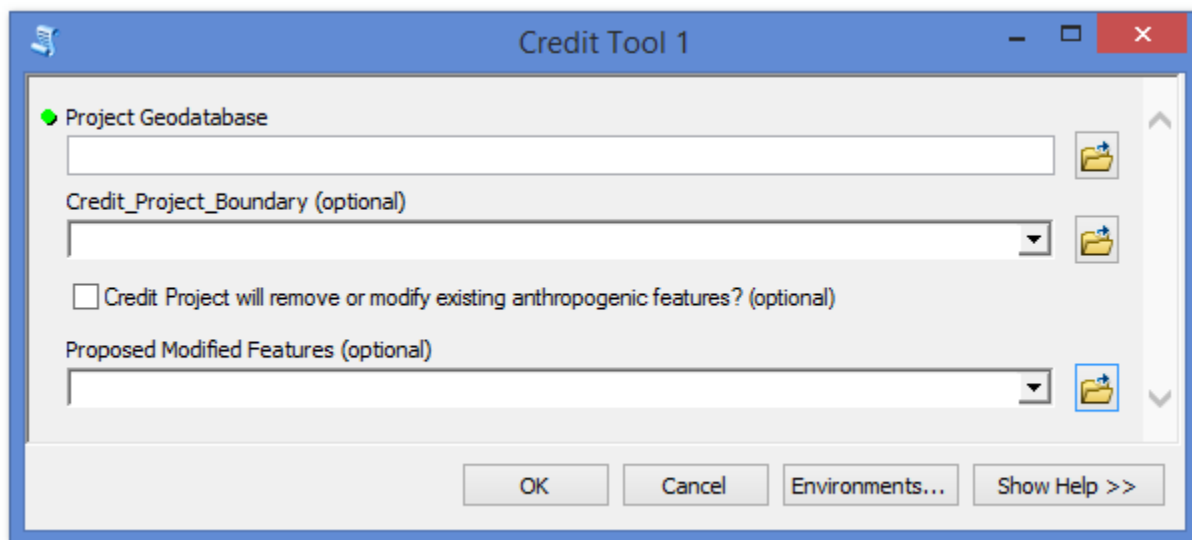 Credit Tool 1
Project Geodatabase
Credit_Project_Boundary (optional)
Credit Project will remove or modify existing anthropogenic features? (optional)
Proposed Modified Features (optional)
OK Cancel Environments... Show Help >>